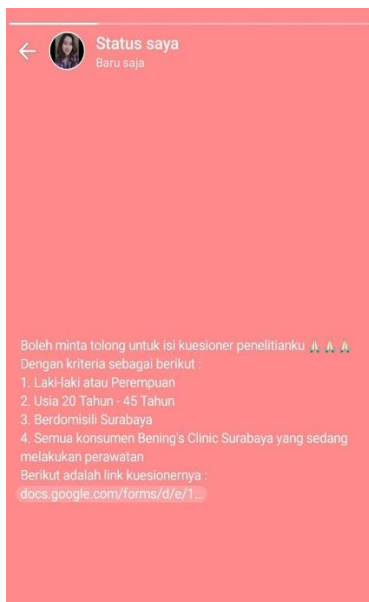 Status saya
Baru saja
Boleh minta tolong untuk isi kuesioner penelitianku 🙏🙏🙏
Dengan kriteria sebagai berikut :
1. Laki-laki atau Perempuan
2. Usia 20 Tahun - 45 Tahun
3. Berdomisili Surabaya
4. Semua konsumen Bening's Clinic Surabaya yang sedang
melakukan perawatan
Berikut adalah link kuesionernya :
docs.google.com/forms/d/e/1...